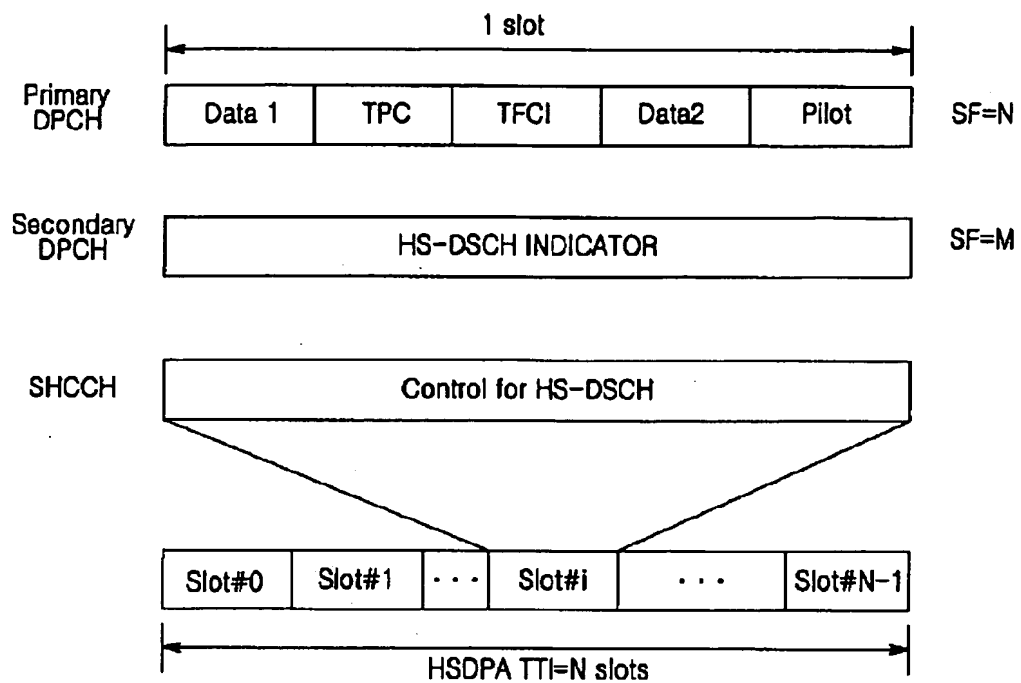 1 slot
Primary
DPCH
Data 1 TPC TFCI Data2 Pilot
SF=N
Secondary
DPCH
HS-DSCH INDICATOR
SF=M
SHCCH
Control for HS-DSCH
Slot#0 Slot#1 ··· Slot#i ··· Slot#N-1
HSDPA TTI=N slots